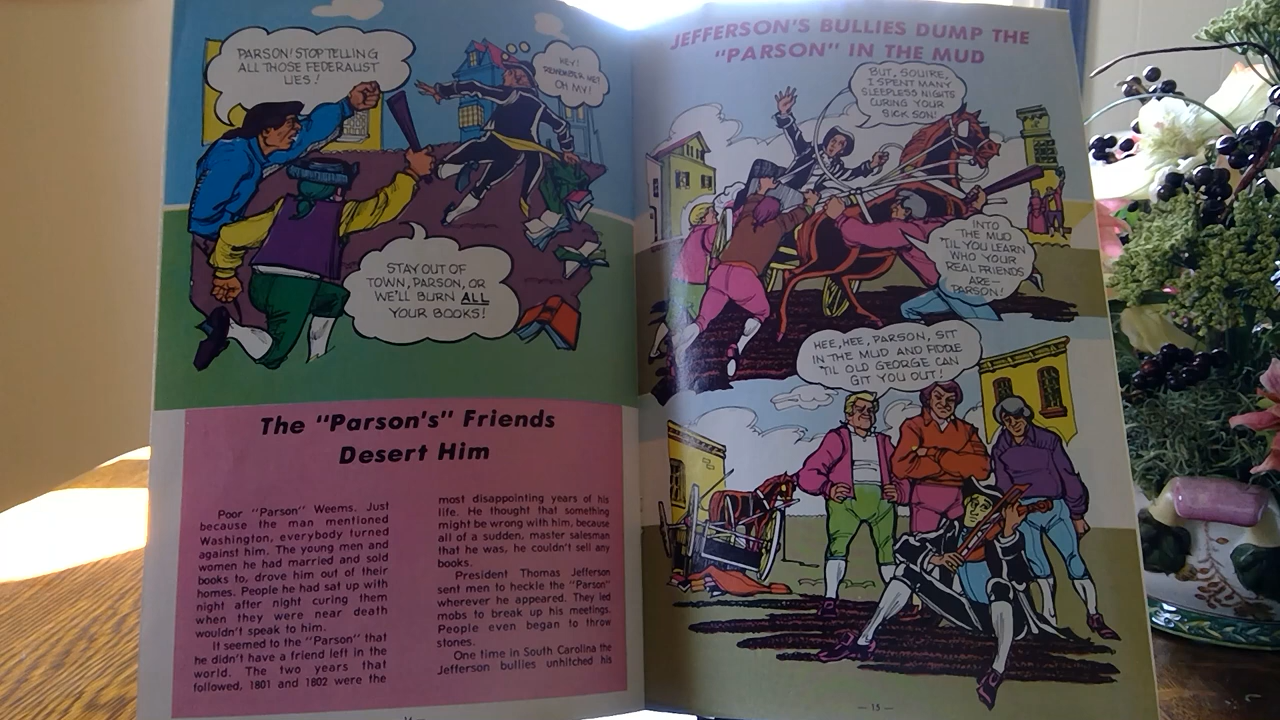 PARSON! STOP TELLING
ALL THOSE FEDERALIST
LIES!
HEY!
REMEMBER ME?
OH MY!
STAY OUT OF
TOWN, PARSON, OR
WE'LL BURN ALL
YOUR BOOKS!
The "Parson's" Friends
Desert Him
Poor "Parson" Weems. Just
because the man mentioned
Washington, everybody turned
against him. The young men and
women he had married and sold
books to, drove him out of their
homes. People he had sat up with
night after night curing them
when they were near death
wouldn't speak to him.
It seemed to the "Parson" that
he didn't have a friend left in the
world. The two years that
followed, 1801 and 1802 were the
most disappointing years of his
life. He thought that something
might be wrong with him, because
all of a sudden, master salesman
that he was, he couldn't sell any
books.
President Thomas Jefferson
sent men to heckle the "Parson"
wherever he appeared. They led
mobs to break up his meetings.
People even began to throw
stones.
One time in South Carolina the
Jefferson bullies unhitched his
JEFFERSON'S BULLIES DUMP THE
"PARSON" IN THE MUD
BUT, SQUIRE,
I SPENT MANY
SLEEPLESS NIGHTS
CURING YOUR
SICK SON!
INTO
THE MUD
'TIL YOU LEARN
WHO YOUR
REAL FRIENDS
ARE—
PARSON!
HEE, HEE, PARSON, SIT
IN THE MUD AND FIDDLE
'TIL OLD GEORGE CAN
GIT YOU OUT!
— 15 —